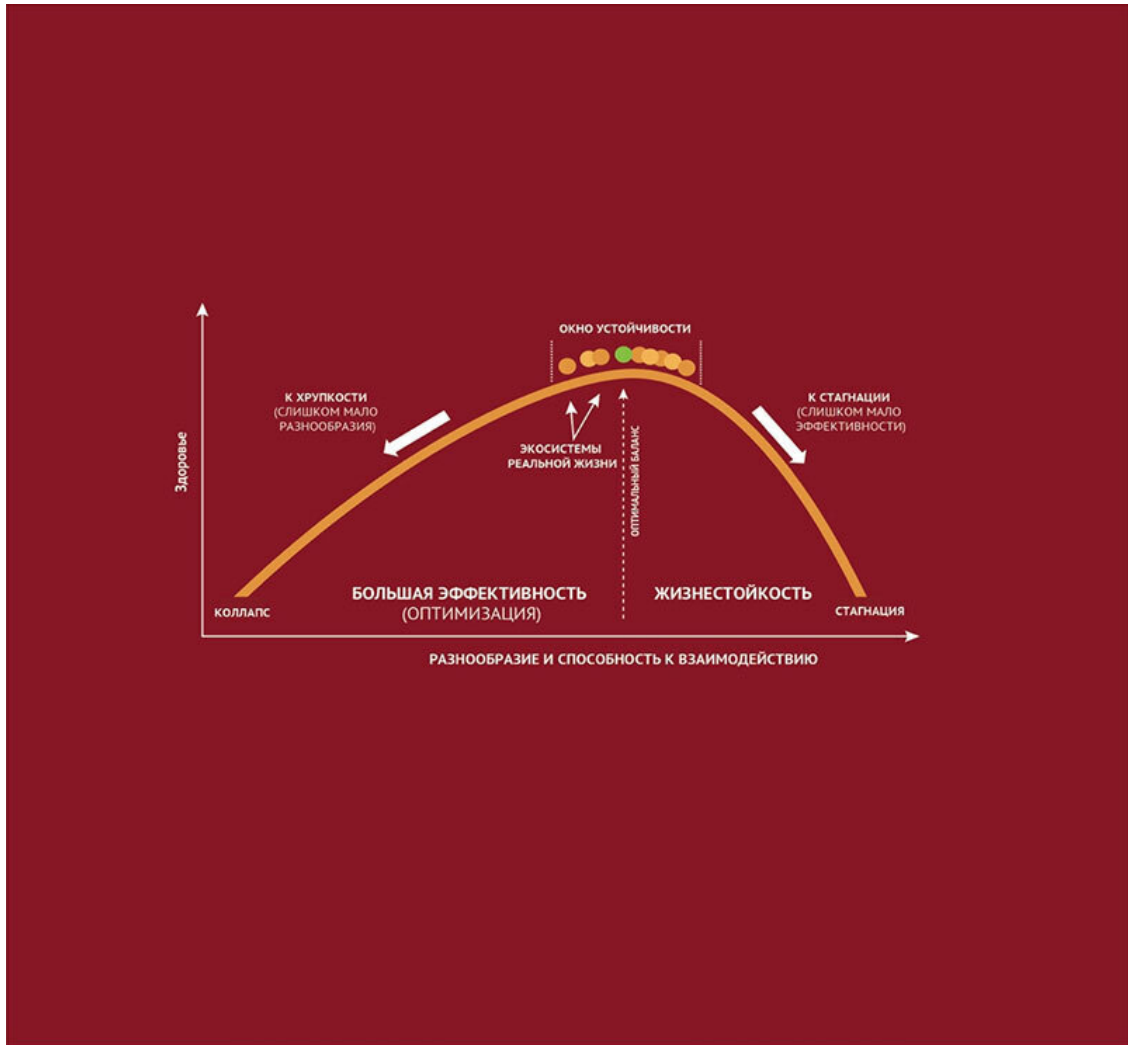 ОКНО УСТОЙЧИВОСТИ
К ХРУПКОСТИ
(СЛИШКОМ МАЛО
РАЗНООБРАЗИЯ)
К СТАГНАЦИИ
(СЛИШКОМ МАЛО
ЭФФЕКТИВНОСТИ)
ЭКОСИСТЕМЫ
РЕАЛЬНОЙ ЖИЗНИ
ОПТИМАЛЬНЫЙ БАЛАНС
Здоровье
БОЛЬШАЯ ЭФФЕКТИВНОСТЬ
(ОПТИМИЗАЦИЯ)
ЖИЗНЕСТОЙКОСТЬ
КОЛЛАПС
СТАГНАЦИЯ
РАЗНООБРАЗИЕ И СПОСОБНОСТЬ К ВЗАИМОДЕЙСТВИЮ